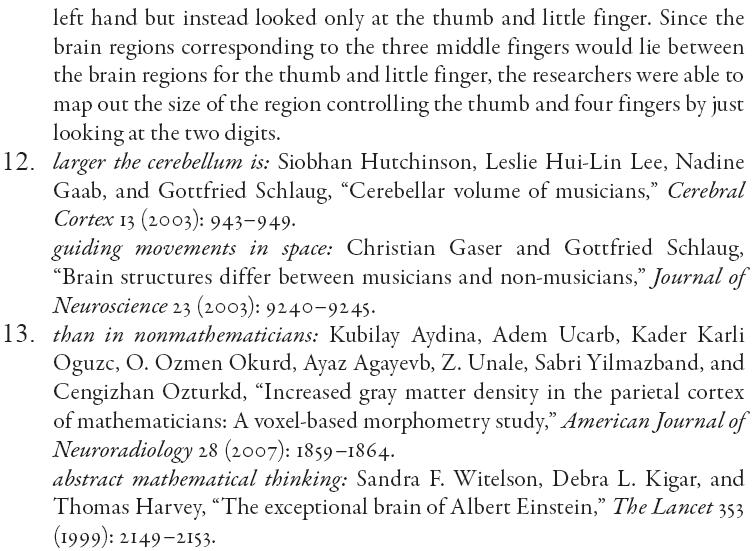 left hand but instead looked only at the thumb and little finger. Since the
brain regions corresponding to the three middle fingers would lie between
the brain regions for the thumb and little finger, the researchers were able to
map out the size of the region controlling the thumb and four fingers by just
looking at the two digits.
12. larger the cerebellum is: Siobhan Hutchinson, Leslie Hui-Lin Lee, Nadine
Gaab, and Gottfried Schlaug, “Cerebellar volume of musicians,” Cerebral
Cortex 13 (2003): 943–949.
guiding movements in space: Christian Gaser and Gottfried Schlaug,
“Brain structures differ between musicians and non-musicians,” Journal of
Neuroscience 23 (2003): 9240–9245.
13. than in nonmathematicians: Kubilay Aydina, Adem Ucarb, Kader Karli
Oguzc, O. Ozmen Okurd, Ayaz Agayevb, Z. Unale, Sabri Yilmazband, and
Cengizhan Ozturkd, “Increased gray matter density in the parietal cortex
of mathematicians: A voxel-based morphometry study,” American Journal of
Neuroradiology 28 (2007): 1859–1864.
abstract mathematical thinking: Sandra F. Witelson, Debra L. Kigar, and
Thomas Harvey, “The exceptional brain of Albert Einstein,” The Lancet 353
(1999): 2149–2153.